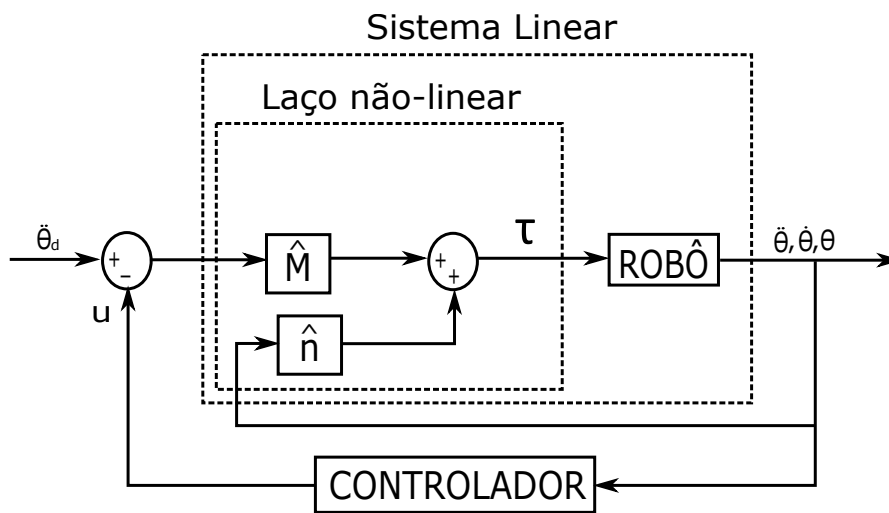 Sistema Linear
Laço não-linear
θ̈d
+
−
u
M̂
+
+
τ
ROBÔ
θ̈,θ̇,θ
n̂
CONTROLADOR